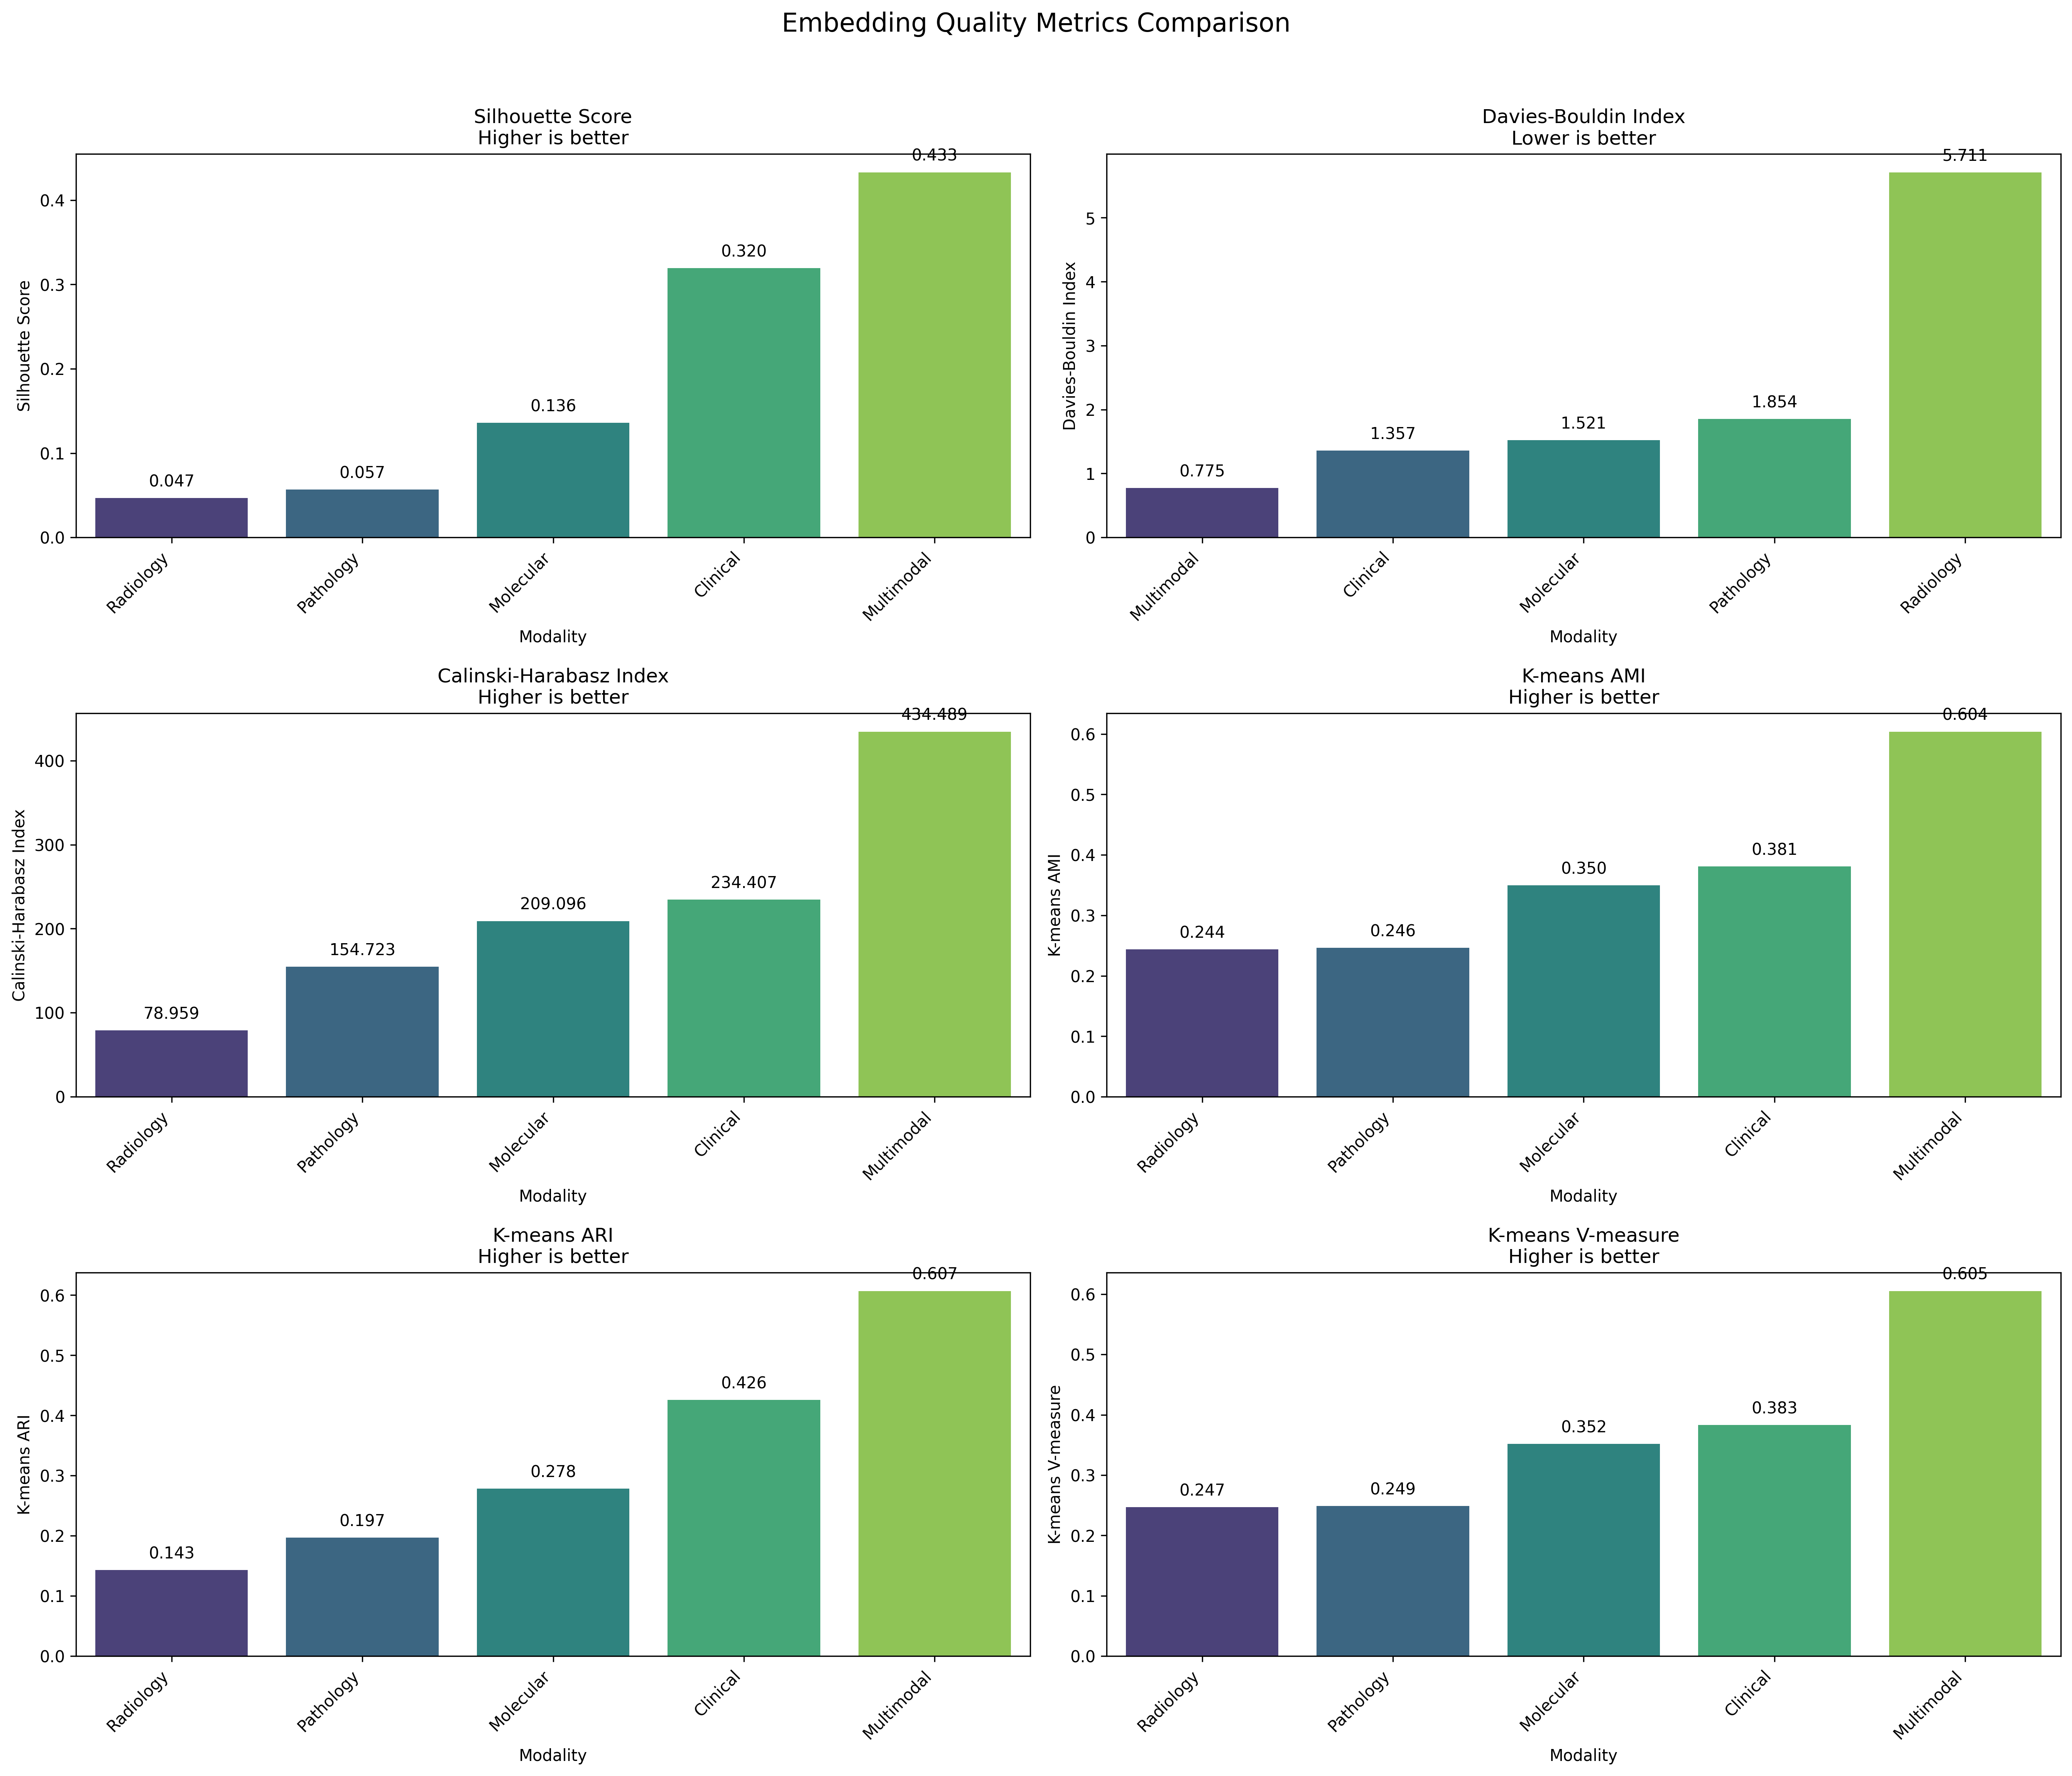 Embedding Quality Metrics Comparison
Silhouette Score
Higher is better
Silhouette Score
0.4
0.3
0.2
0.1
0.0
0.047
0.057
0.136
0.320
0.433
Radiology
Pathology
Molecular
Clinical
Multimodal
Modality
Davies-Bouldin Index
Lower is better
Davies-Bouldin Index
5
4
3
2
1
0
0.775
1.357
1.521
1.854
5.711
Multimodal
Clinical
Molecular
Pathology
Radiology
Modality
Calinski-Harabasz Index
Higher is better
Calinski-Harabasz Index
400
300
200
100
0
78.959
154.723
209.096
234.407
434.489
Radiology
Pathology
Molecular
Clinical
Multimodal
Modality
K-means AMI
Higher is better
K-means AMI
0.6
0.5
0.4
0.3
0.2
0.1
0.0
0.244
0.246
0.350
0.381
0.604
Radiology
Pathology
Molecular
Clinical
Multimodal
Modality
K-means ARI
Higher is better
K-means ARI
0.6
0.5
0.4
0.3
0.2
0.1
0.0
0.143
0.197
0.278
0.426
0.607
Radiology
Pathology
Molecular
Clinical
Multimodal
Modality
K-means V-measure
Higher is better
K-means V-measure
0.6
0.5
0.4
0.3
0.2
0.1
0.0
0.247
0.249
0.352
0.383
0.605
Radiology
Pathology
Molecular
Clinical
Multimodal
Modality